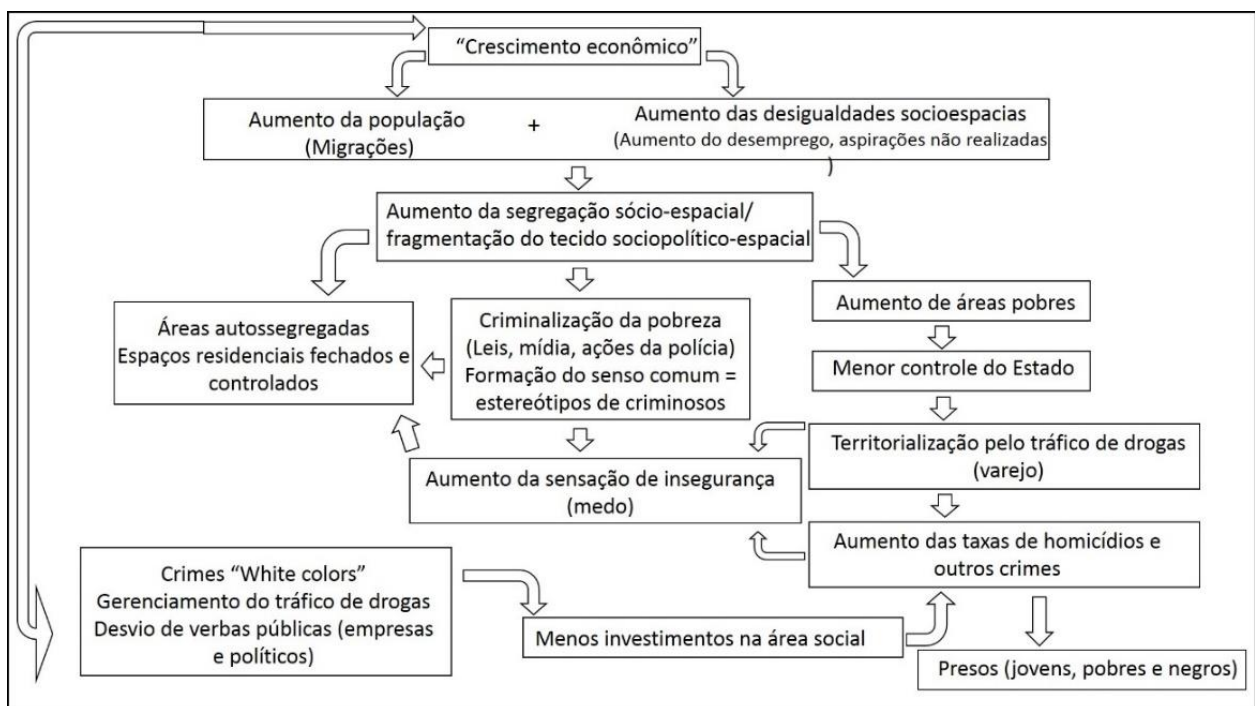 “Crescimento econômico”
Aumento da população
(Migrações)
+
Aumento das desigualdades socioespacias
(Aumento do desemprego, aspirações não realizadas
)
Aumento da segregação sócio-espacial/
fragmentação do tecido sociopolítico-espacial
Áreas autossegregadas
Espaços residenciais fechados e
controlados
Criminalização da pobreza
(Leis, mídia, ações da polícia)
Formação do senso comum =
estereótipos de criminosos
Aumento de áreas pobres
Menor controle do Estado
Territorialização pelo tráfico de drogas
(varejo)
Aumento da sensação de insegurança
(medo)
Aumento das taxas de homicídios e
outros crimes
Crimes “White colors”
Gerenciamento do tráfico de drogas
Desvio de verbas públicas (empresas
e políticos)
Menos investimentos na área social
Presos (jovens, pobres e negros)